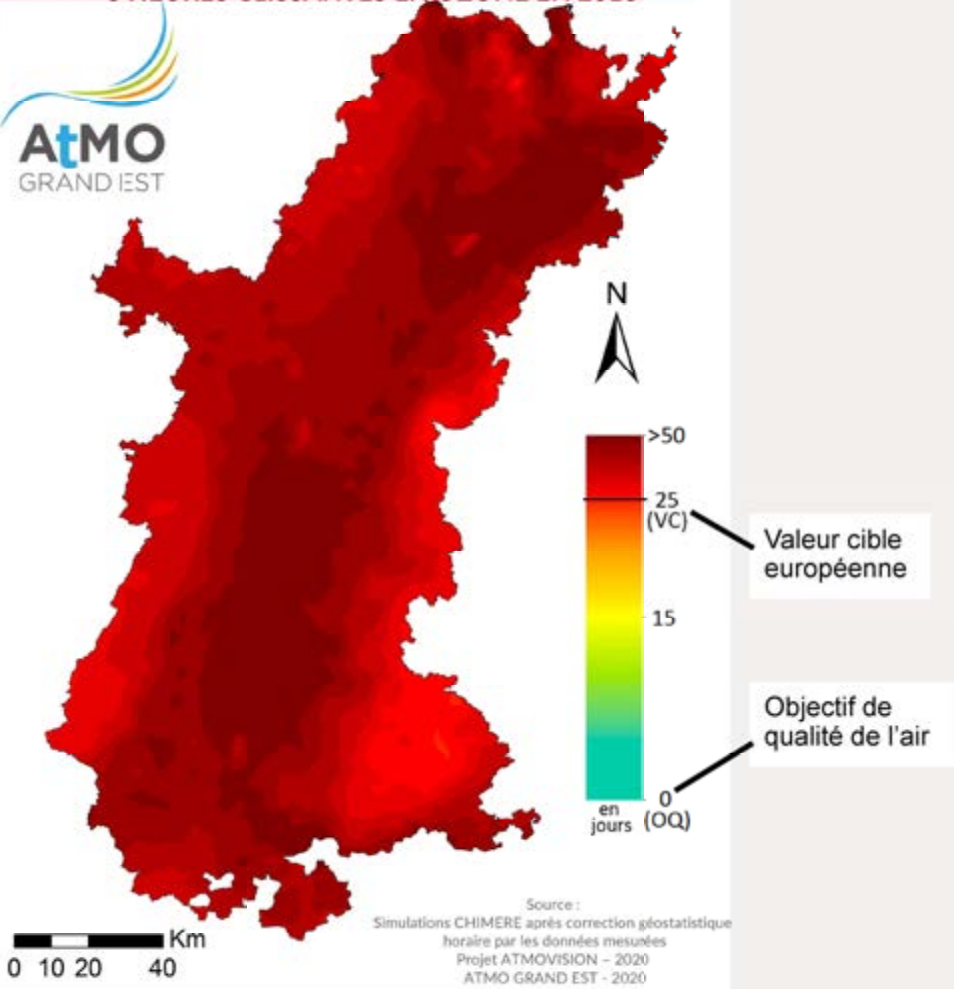 AtMO
GRAND EST
N
>50
25
(VC)
15
0
(OQ)
en
jours
Valeur cible
européenne
Objectif de
qualité de l'air
Km
0 10 20 40
Source :
Simulations CHIMERE après correction géostatistique
horaire par les données mesurées
Projet ATMOVISION – 2020
ATMO GRAND EST - 2020